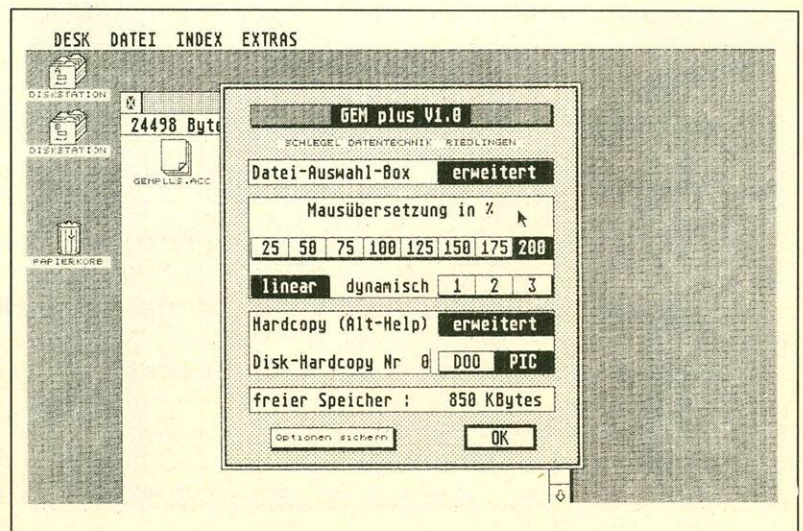 DESK DATEI INDEX EXTRAS
DISKSTATION
DISKSTATION
PAPIERKORB
24498 Byte
GEMPLUS.ACC
GEM plus V1.0
SCHLEGEL DATENTECHNIK RIEDLINGEN
Datei-Auswahl-Box erweitert
Mausübersetzung in %
25 50 75 100 125 150 175 200
linear dynamisch 1 2 3
Hardcopy (Alt-Help) erweitert
Disk-Hardcopy Nr 0 DOO PIC
freier Speicher : 850 KBytes
Optionen sichern OK